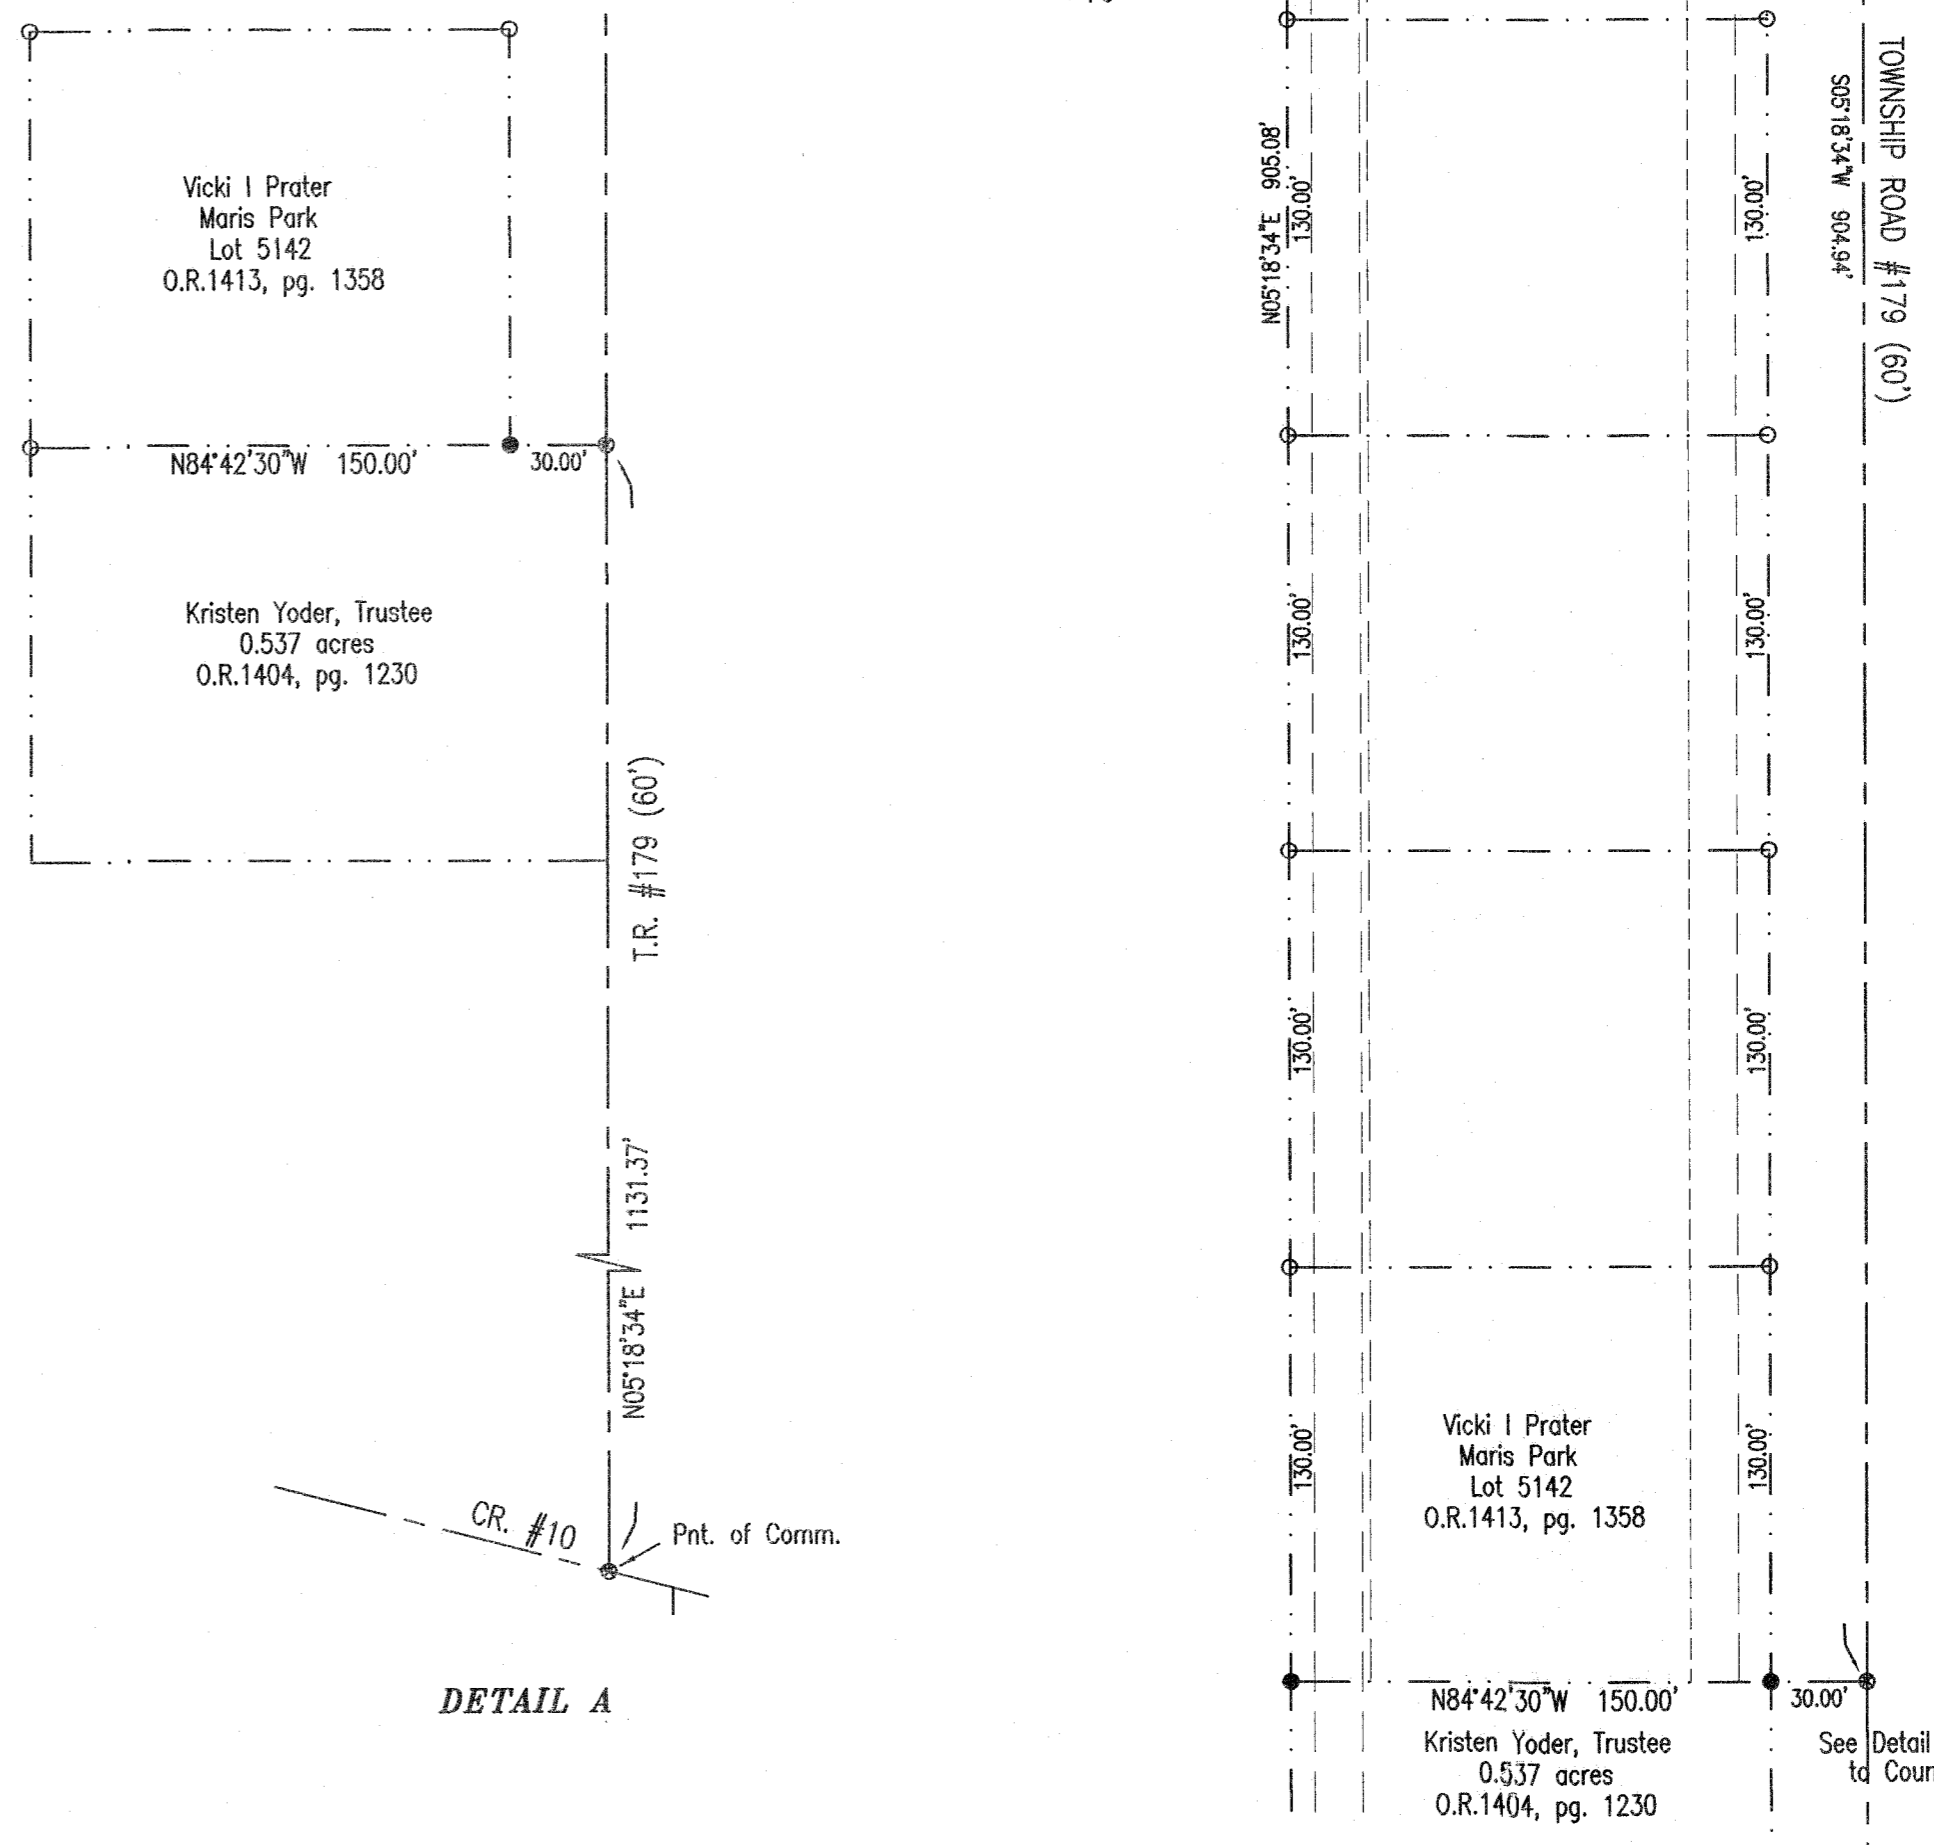 Vicki I Prater
Maris Park
Lot 5142
O.R.1413, pg. 1358
N84°42'30"W 150.00'
30.00'
Kristen Yoder, Trustee
0.537 acres
O.R.1404, pg. 1230
T.R. #179 (60')
N05°18'34"E 1131.37'
CR. #10
Pnt. of Comm.
DETAIL A
N05°18'34"E 905.08'
130.00'
130.00'
S05°18'34"W 904.94'
TOWNSHIP ROAD #179 (60')
130.00'
130.00'
130.00'
130.00'
130.00'
130.00'
Vicki I Prater
Maris Park
Lot 5142
O.R.1413, pg. 1358
N84°42'30"W 150.00'
30.00'
Kristen Yoder, Trustee
0.537 acres
O.R.1404, pg. 1230
See Detail
to Coun